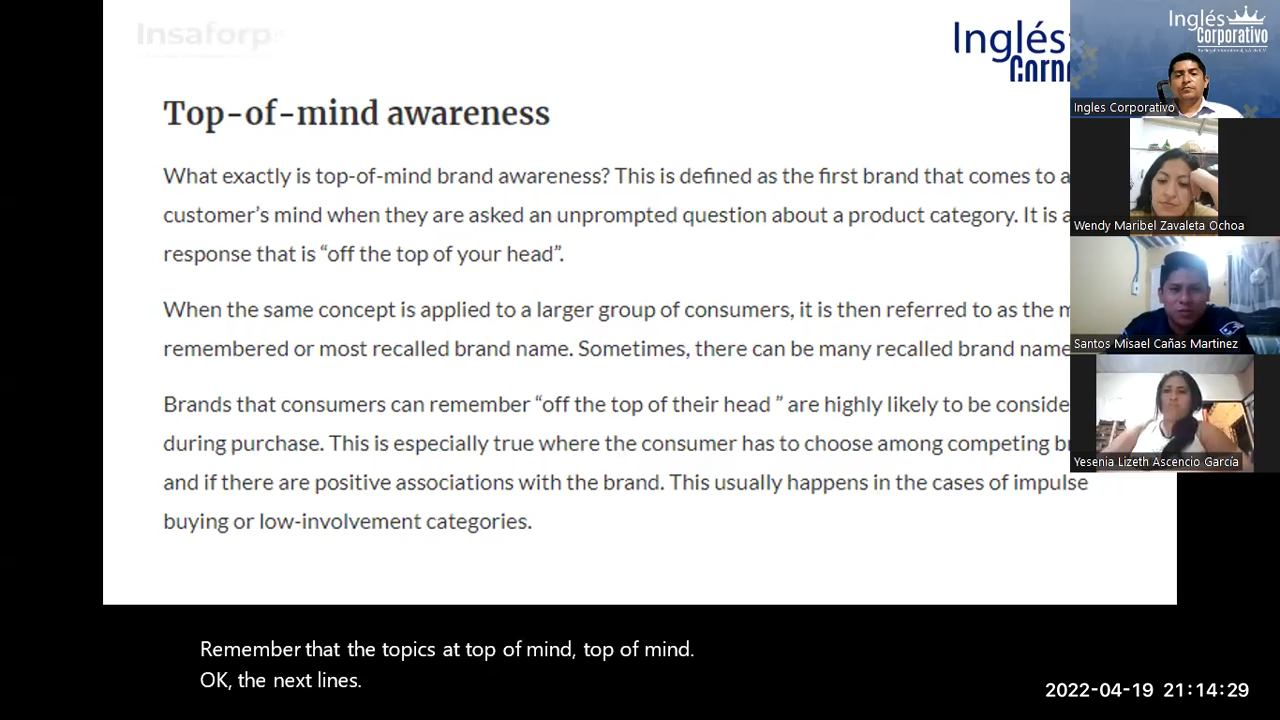 Insaforp
Inglés
Corporativo
Ingles Corporativo
Top-of-mind awareness
What exactly is top-of-mind brand awareness? This is defined as the first brand that comes to a
customer’s mind when they are asked an unprompted question about a product category. It is a
response that is “off the top of your head”.
When the same concept is applied to a larger group of consumers, it is then referred to as the
remembered or most recalled brand name. Sometimes, there can be many recalled brand name
Brands that consumers can remember “off the top of their head ” are highly likely to be
during purchase. This is especially true where the consumer has to choose among competing
and if there are positive associations with the brand. This usually happens in the cases of impulse
buying or low-involvement categories.
Inglés
Wendy Maribel Zavaleta Ochoa
Santos Misael Cañas Martinez
Yesenia Lizeth Ascencio García
Remember that the topics at top of mind, top of mind.
OK, the next lines.
2022-04-19 21:14:29